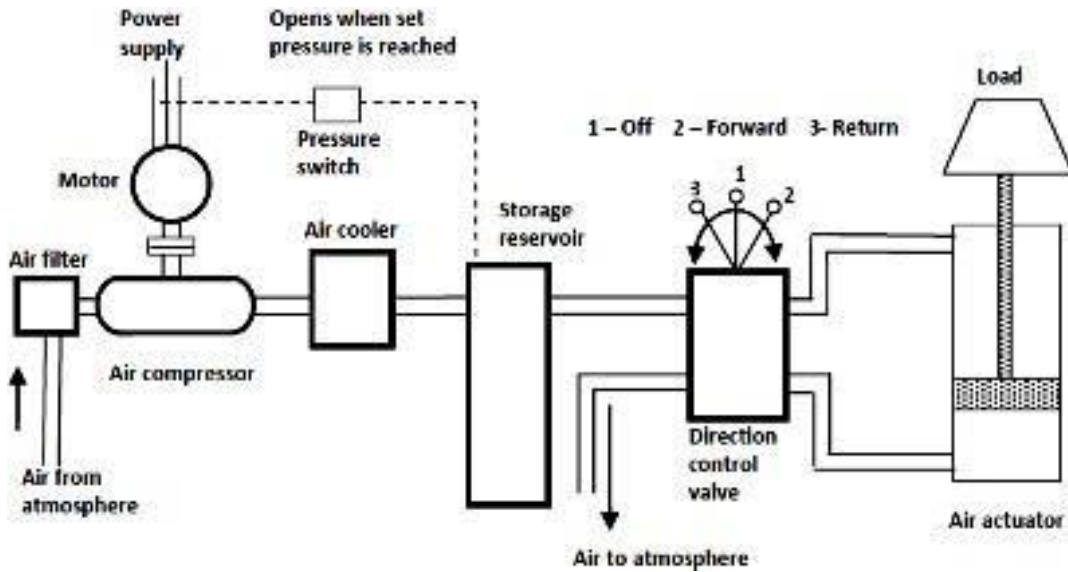 Power
supply
Opens when set
pressure is reached
Load
1 – Off 2 – Forward 3- Return
Pressure
switch
Motor
1
3
2
Storage
reservoir
Air cooler
Air filter
Air compressor
Direction
control
valve
Air from
atmosphere
Air actuator
Air to atmosphere